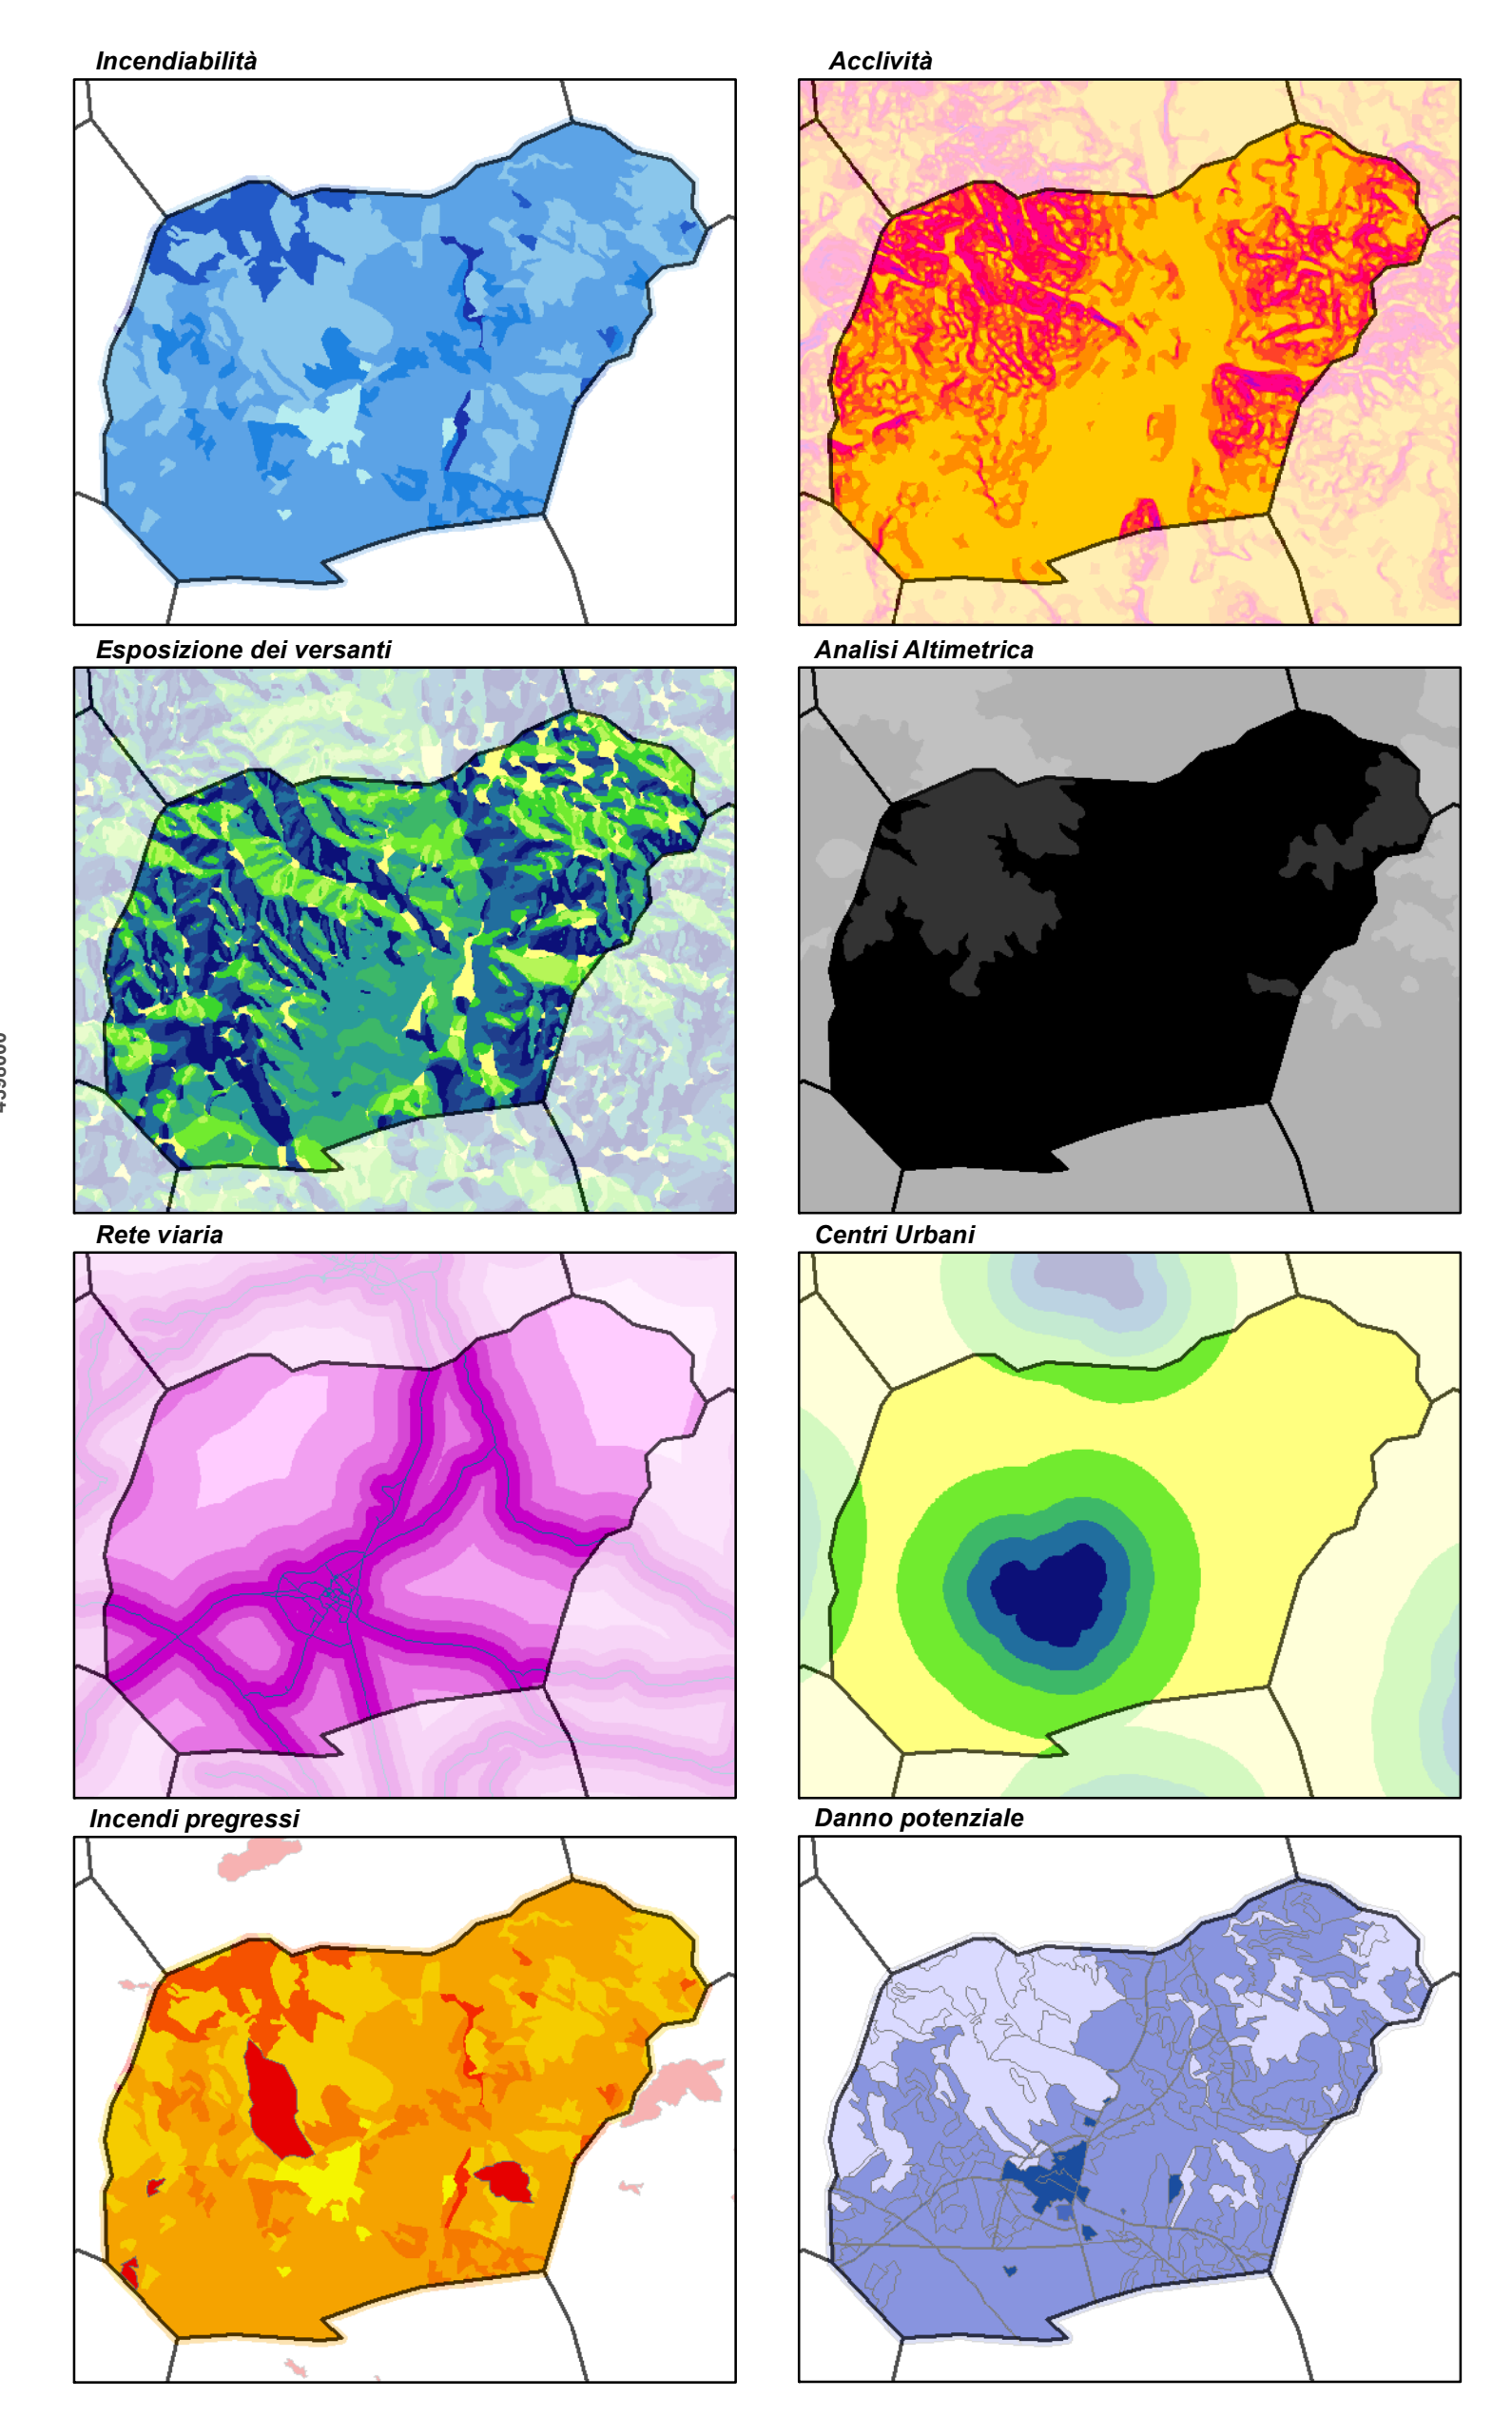 Incendiabilità
Acclività
Esposizione dei versanti
Analisi Altimetrica
Rete viaria
Centri Urbani
Incendi pregressi
Danno potenziale